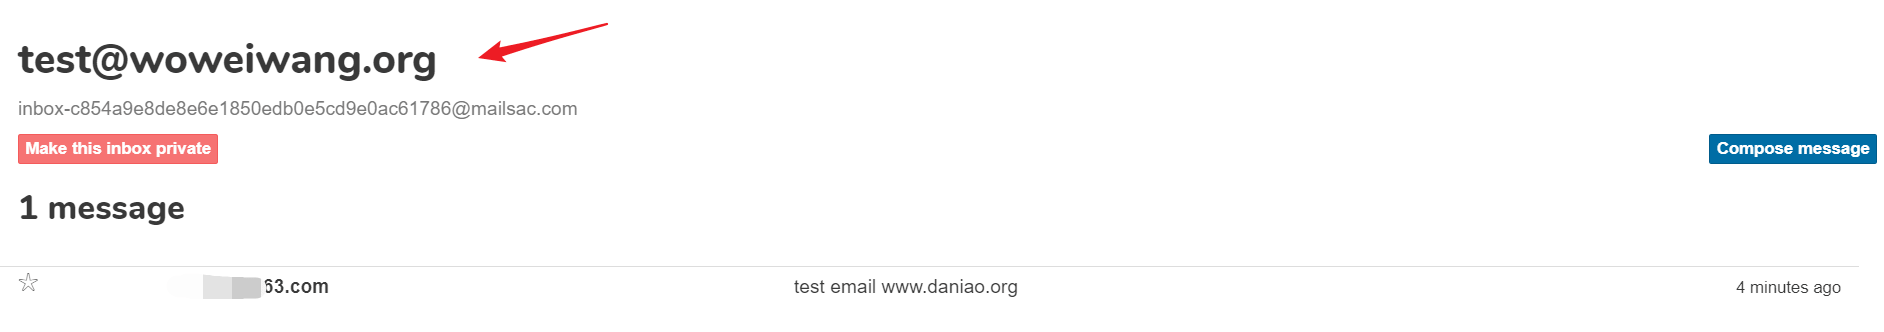 test@woweiwang.org
inbox-c854a9e8de8e6e1850edb0e5cd9e0ac61786@mailsac.com
Make this inbox private
Compose message
1 message
63.com test email www.daniao.org 4 minutes ago